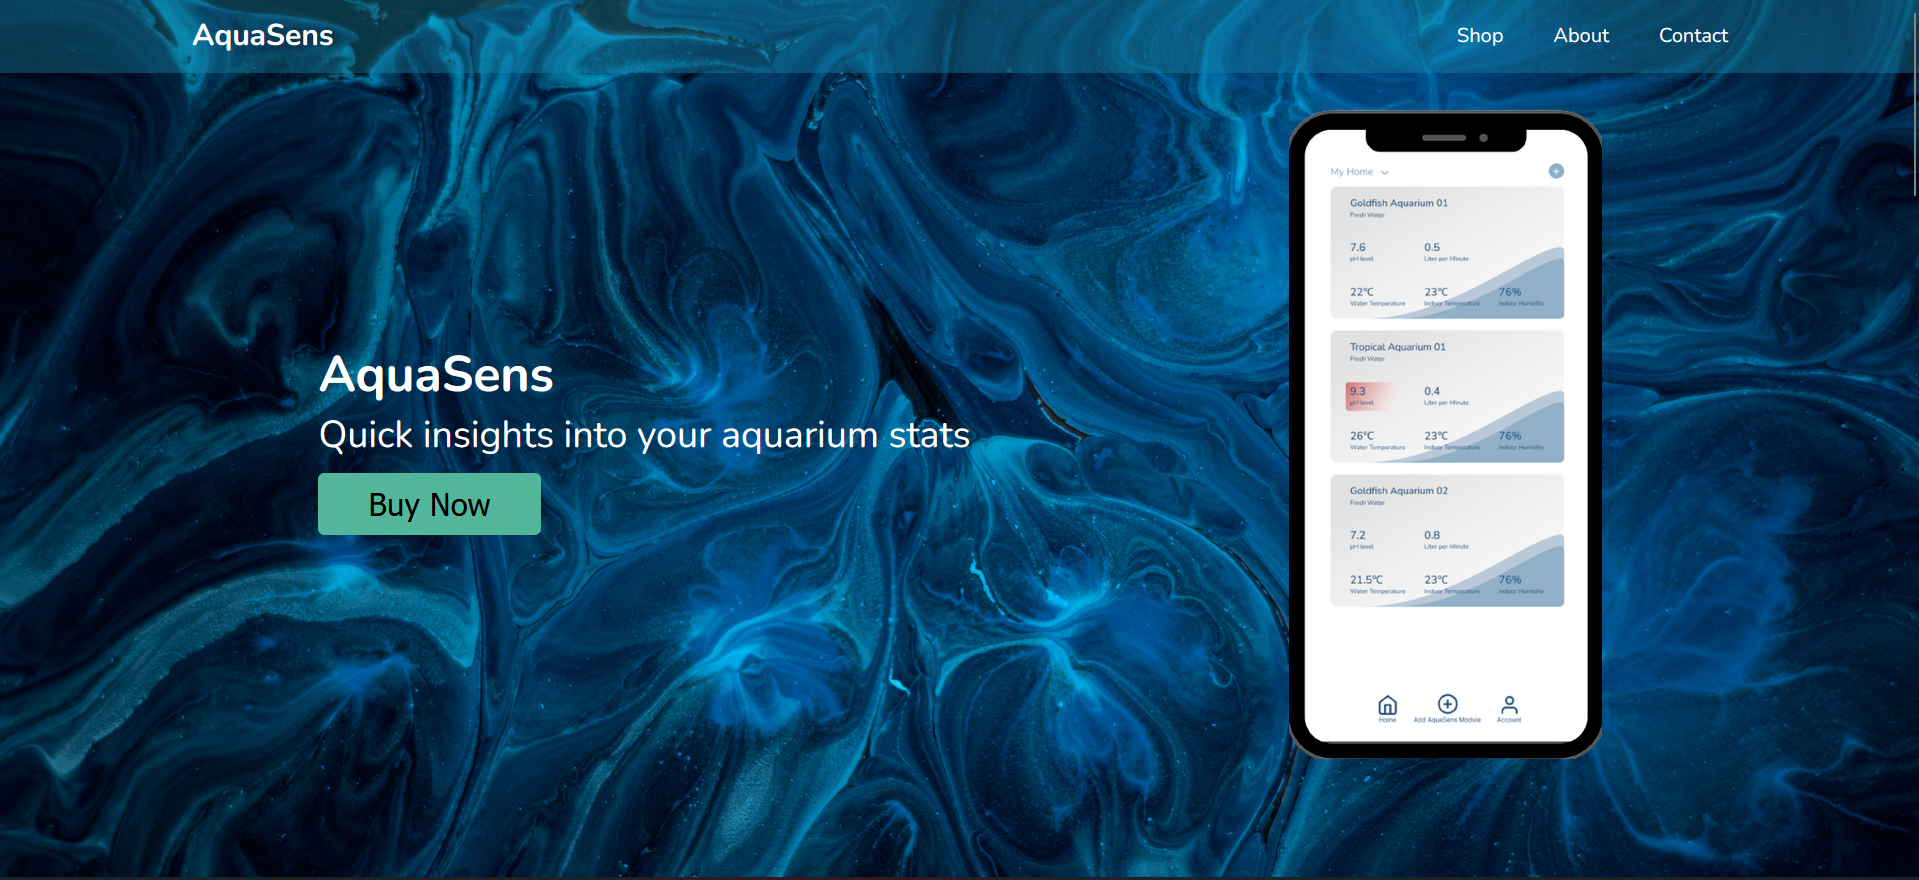 AquaSens
Shop About Contact
AquaSens
Quick insights into your aquarium stats
Buy Now
My Home
Goldfish Aquarium 01
Fresh Water
7.6 0.5
pH level Liter per Minute
22°C 23°C 76%
Water Temperature Indoor Temperature Indoor Humidity
Tropical Aquarium 01
Fresh Water
9.3 0.4
pH level Liter per Minute
26°C 23°C 76%
Water Temperature Indoor Temperature Indoor Humidity
Goldfish Aquarium 02
Fresh Water
7.2 0.8
pH level Liter per Minute
21.5°C 23°C 76%
Water Temperature Indoor Temperature Indoor Humidity
Home Add AquaSens Module Account